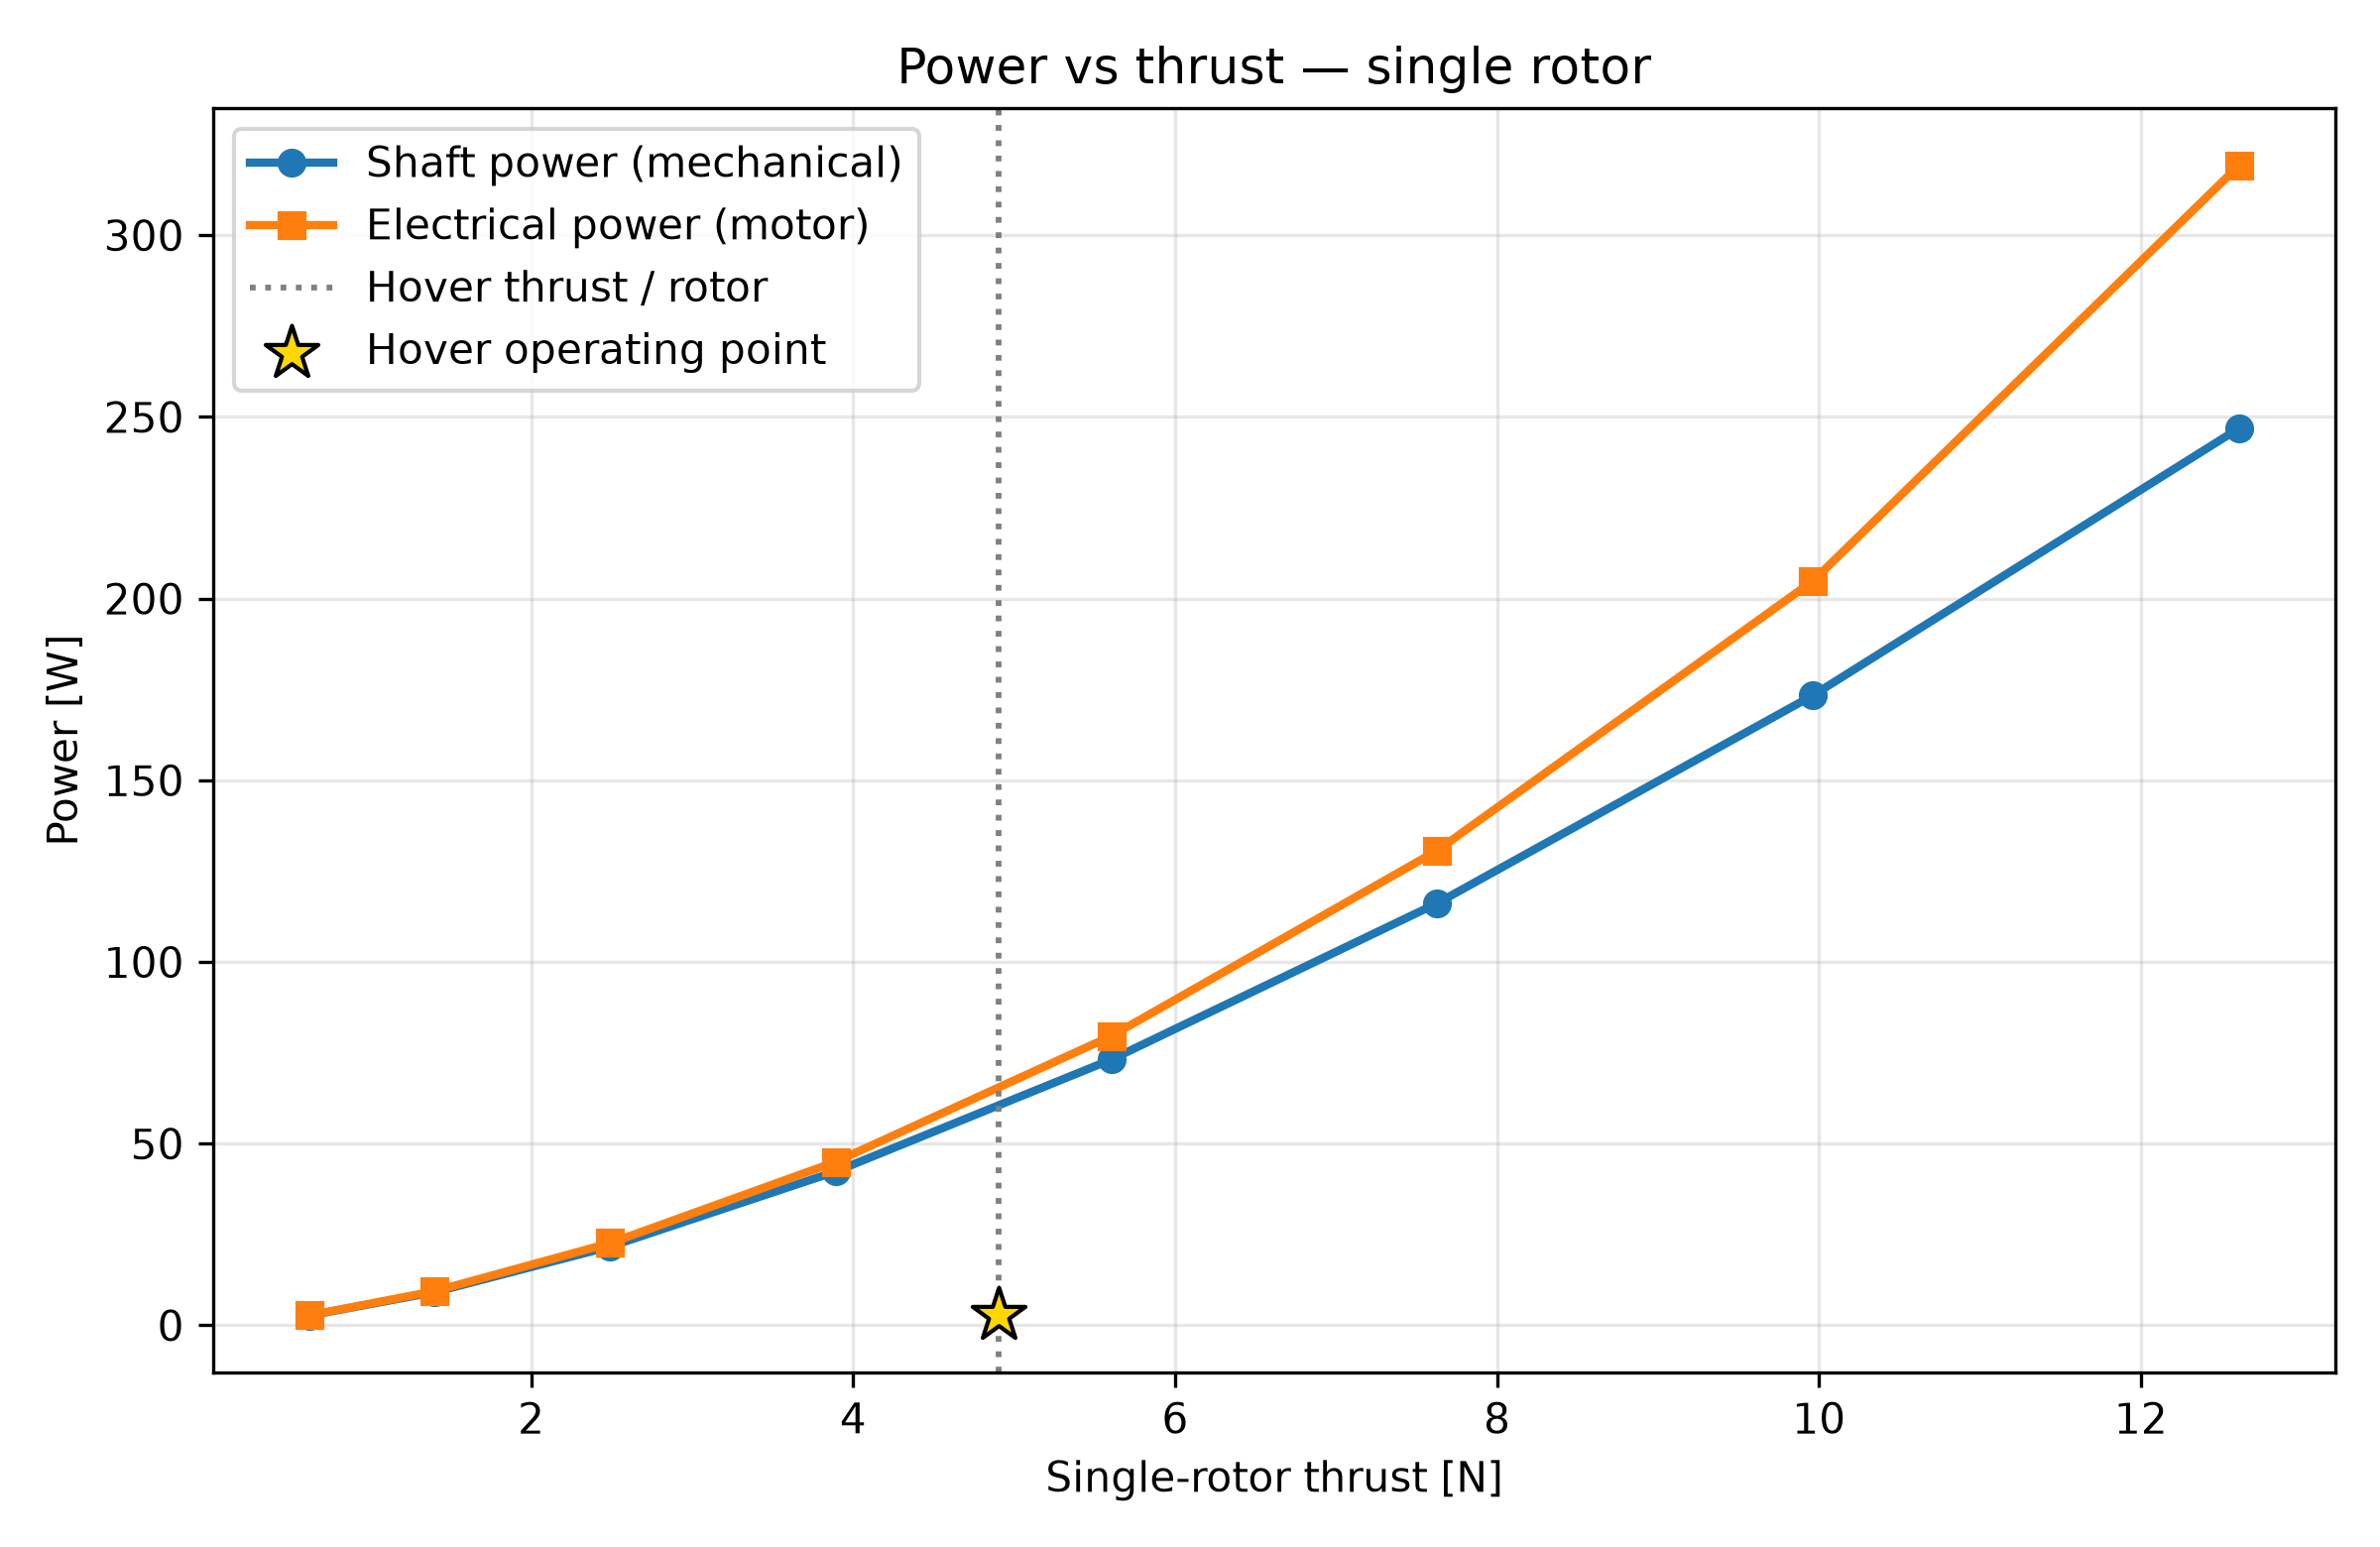 Power vs thrust — single rotor
Shaft power (mechanical)
Electrical power (motor)
Hover thrust / rotor
Hover operating point
300
250
200
150
100
50
0
Power [W]
2 4 6 8 10 12
Single-rotor thrust [N]